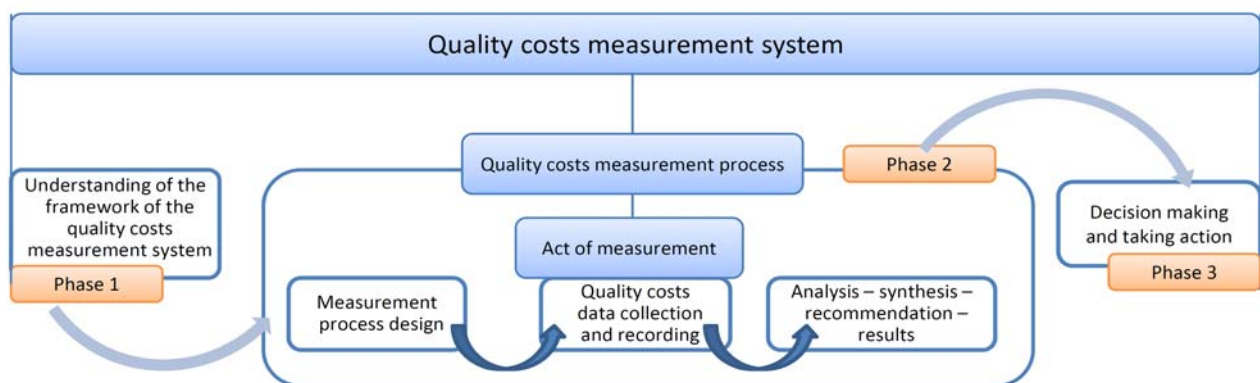 Quality costs measurement system
Quality costs measurement process
Phase 2
Understanding of the
framework of the
quality costs
measurement system
Phase 1
Decision making
and taking action
Phase 3
Act of measurement
Measurement
process design
Quality costs
data collection
and recording
Analysis – synthesis –
recommendation –
results